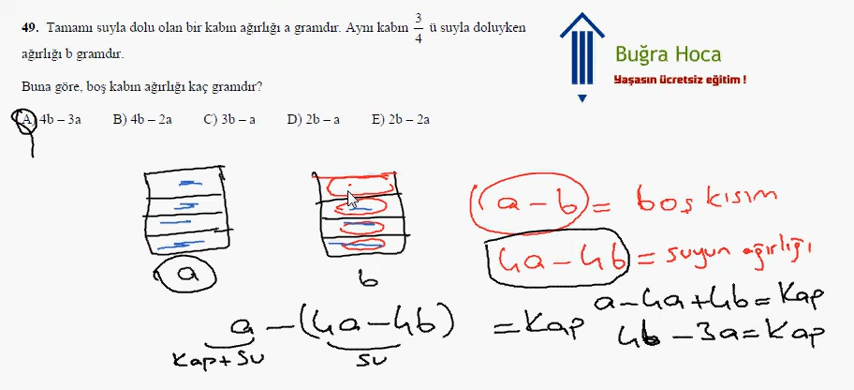 49. Tamamı suyla dolu olan bir kabın ağırlığı a gramdır. Aynı kabın 3/4 ü suyla doluyken
ağırlığı b gramdır.
Buna göre, boş kabın ağırlığı kaç gramdır?
A) 4b – 3a B) 4b – 2a C) 3b – a D) 2b – a E) 2b – 2a
Buğra Hoca
Yaşasın ücretsiz eğitim !
a
b
a – b = boş kısım
4a – 4b = suyun ağırlığı
a – (4a – 4b) = Kap
Kap + Su
Su
a – 4a + 4b = Kap
4b – 3a = Kap